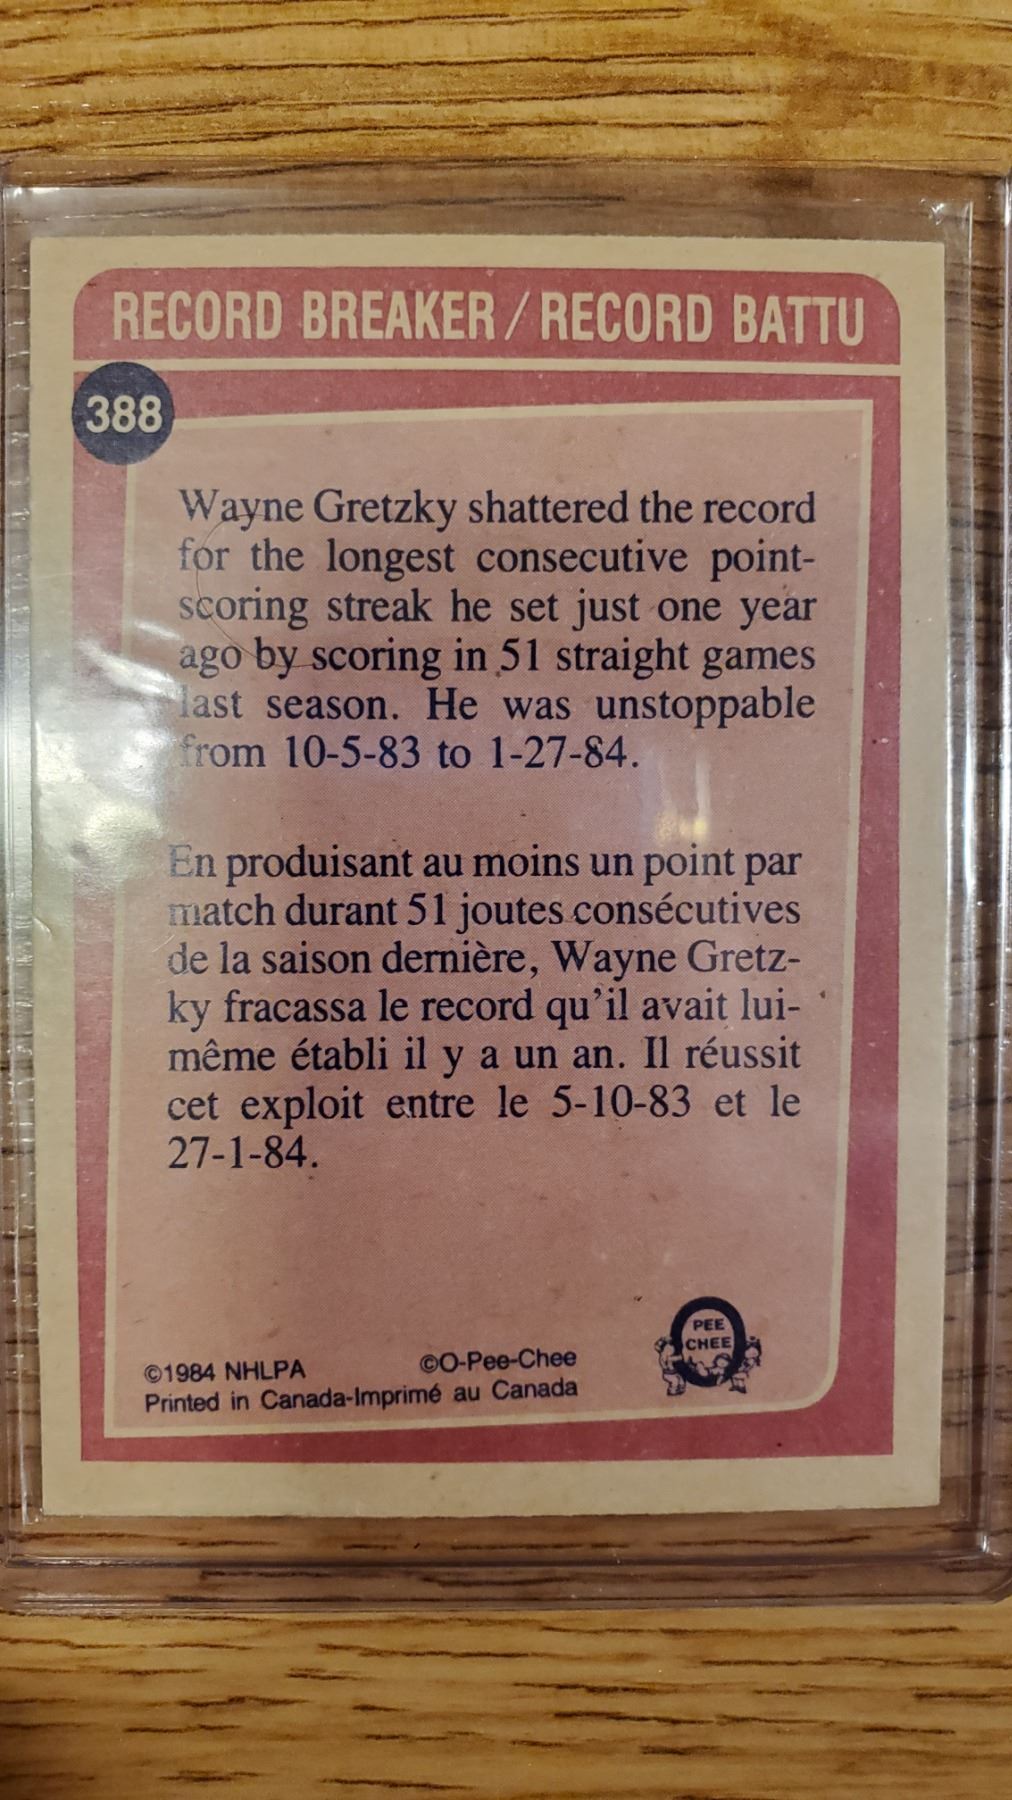 RECORD BREAKER / RECORD BATTU
388
Wayne Gretzky shattered the record
for the longest consecutive point-
scoring streak he set just one year
ago by scoring in 51 straight games
last season. He was unstoppable
from 10-5-83 to 1-27-84.
En produisant au moins un point par
match durant 51 joutes consécutives
de la saison dernière, Wayne Gretz-
ky fracassa le record qu'il avait lui-
même établi il y a un an. Il réussit
cet exploit entre le 5-10-83 et le
27-1-84.
©1984 NHLPA ©O-Pee-Chee
Printed in Canada-Imprimé au Canada
PEE
CHEE